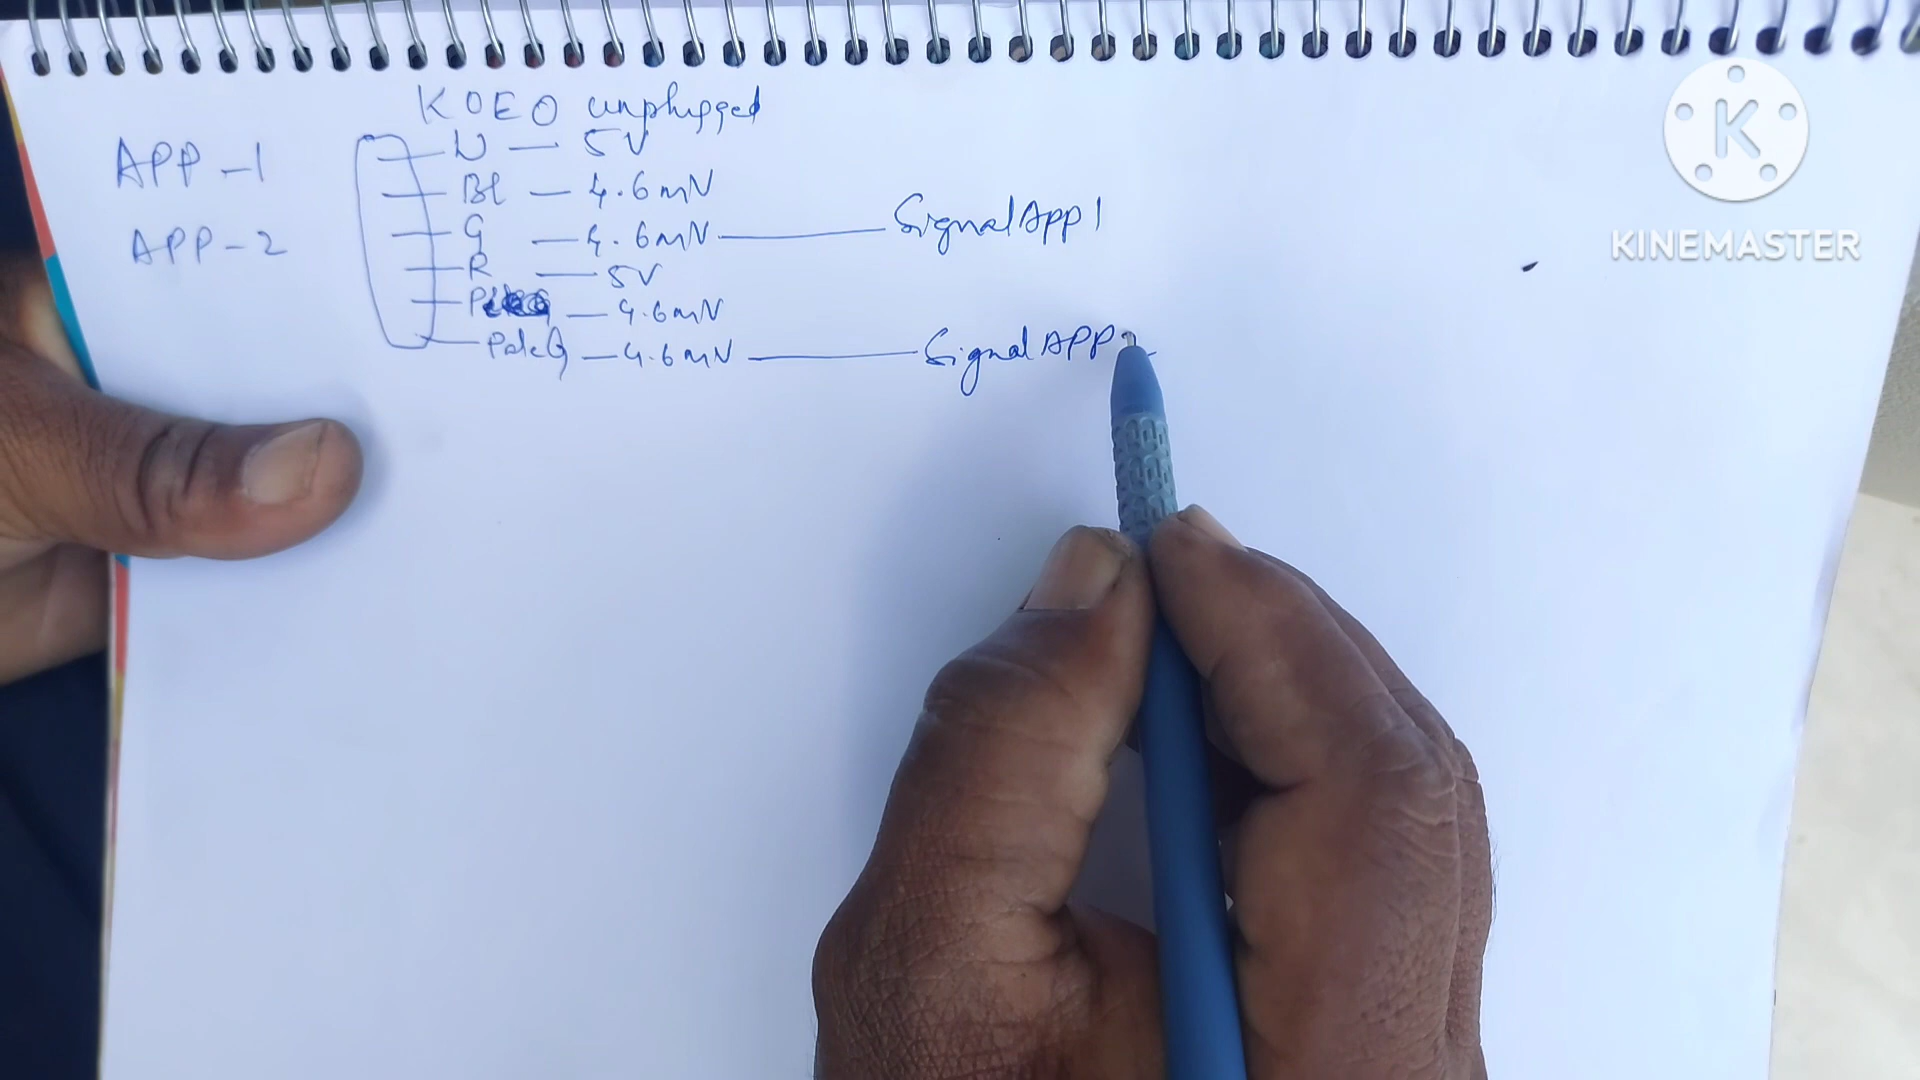 KOEO unplugged
APP-1
APP-2
W — 5V
Bl — 4.6mV
G — 4.6mV — Signal App 1
R — 5V
P — 4.6mV
Pale G — 4.6mV — Signal APP 2
K
KINEMASTER